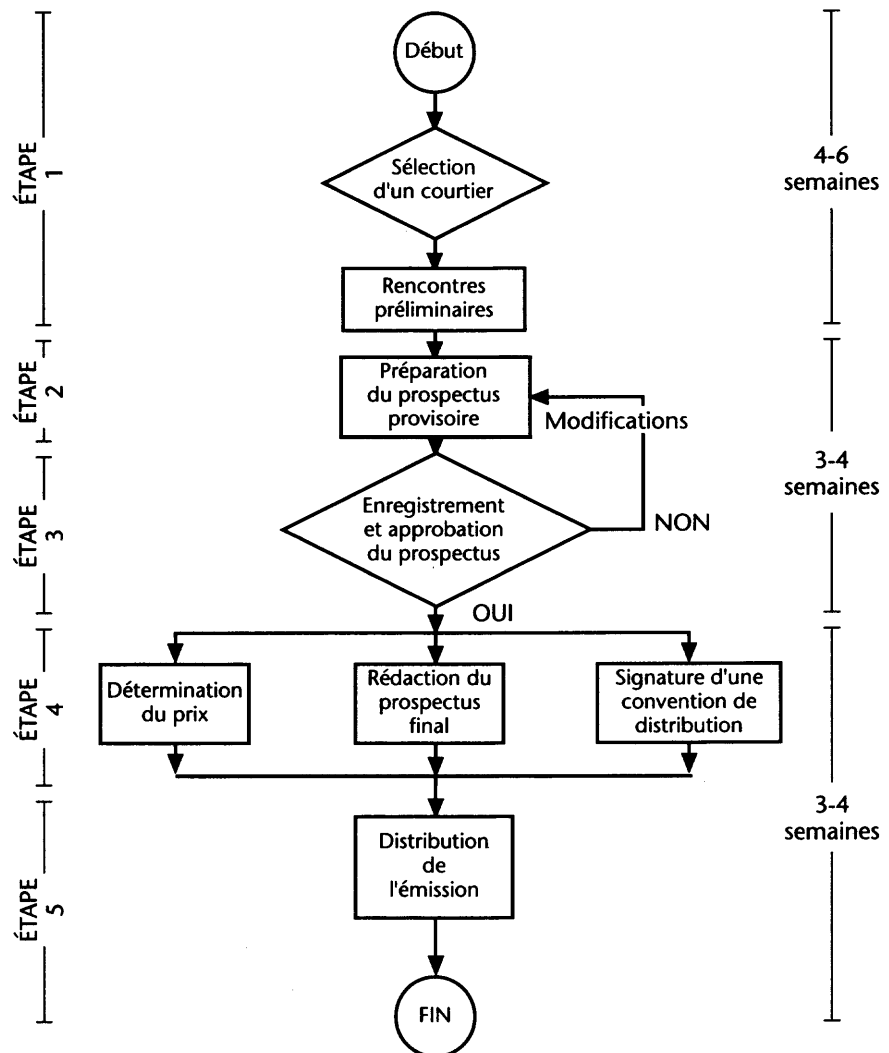 Début
ÉTAPE
1
Sélection
d'un courtier
4-6
semaines
Rencontres
préliminaires
ÉTAPE
2
Préparation
du prospectus
provisoire
Modifications
3-4
semaines
ÉTAPE
3
Enregistrement
et approbation
du prospectus
NON
OUI
ÉTAPE
4
Détermination
du prix
Rédaction du
prospectus
final
Signature d'une
convention de
distribution
3-4
semaines
ÉTAPE
5
Distribution
de
l'émission
FIN